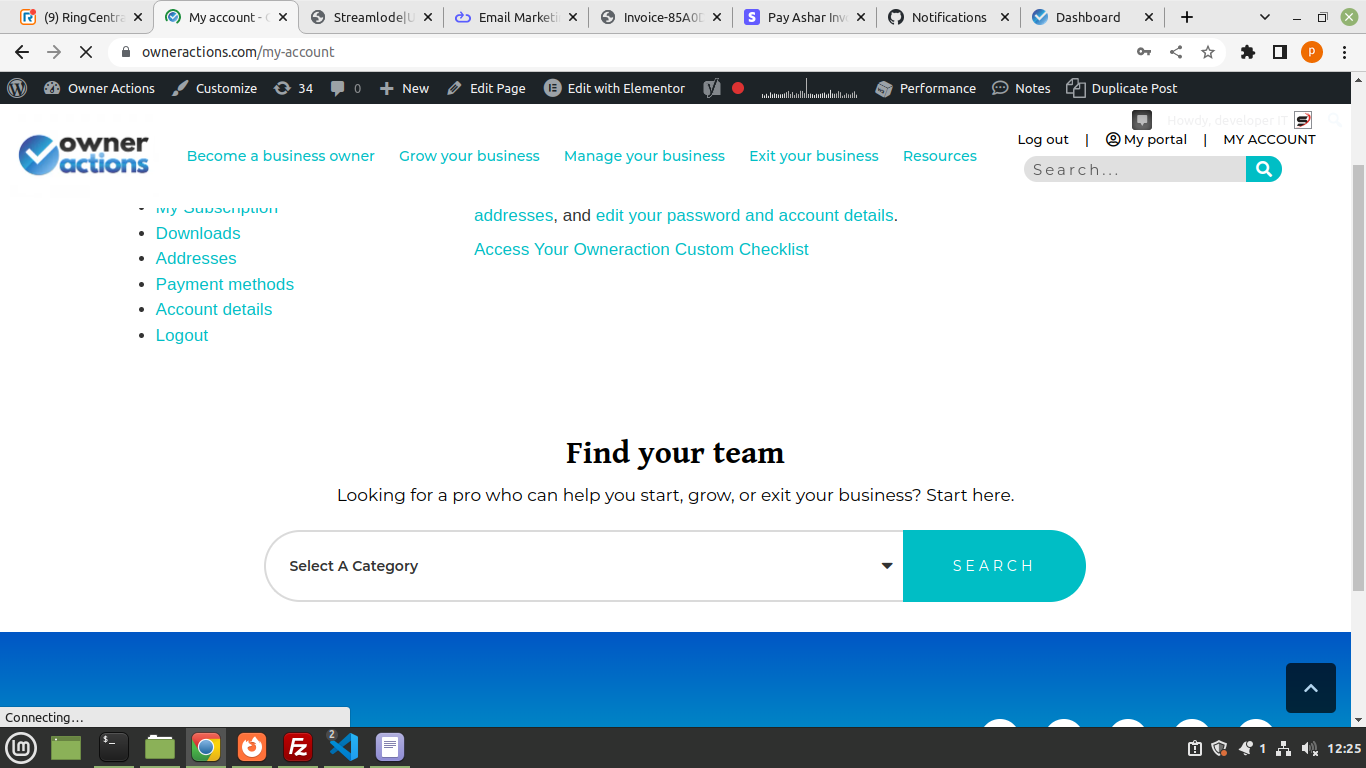 (9) RingCentra
My account - O
Streamlode|U
Email Marketi
Invoice-85A0D
Pay Ashar Inv
Notifications
Dashboard
owneractions.com/my-account
P
Owner Actions
Customize
34
0
New
Edit Page
Edit with Elementor
Performance
Notes
Duplicate Post
Howdy, developer IT
owner
actions
Become a business owner
Grow your business
Manage your business
Exit your business
Resources
Log out | My portal | MY ACCOUNT
Search...
My Subscription
Downloads
Addresses
Payment methods
Account details
Logout
addresses, and edit your password and account details.
Access Your Owneraction Custom Checklist
Find your team
Looking for a pro who can help you start, grow, or exit your business? Start here.
Select A Category
SEARCH
Connecting...
2
1
12:25